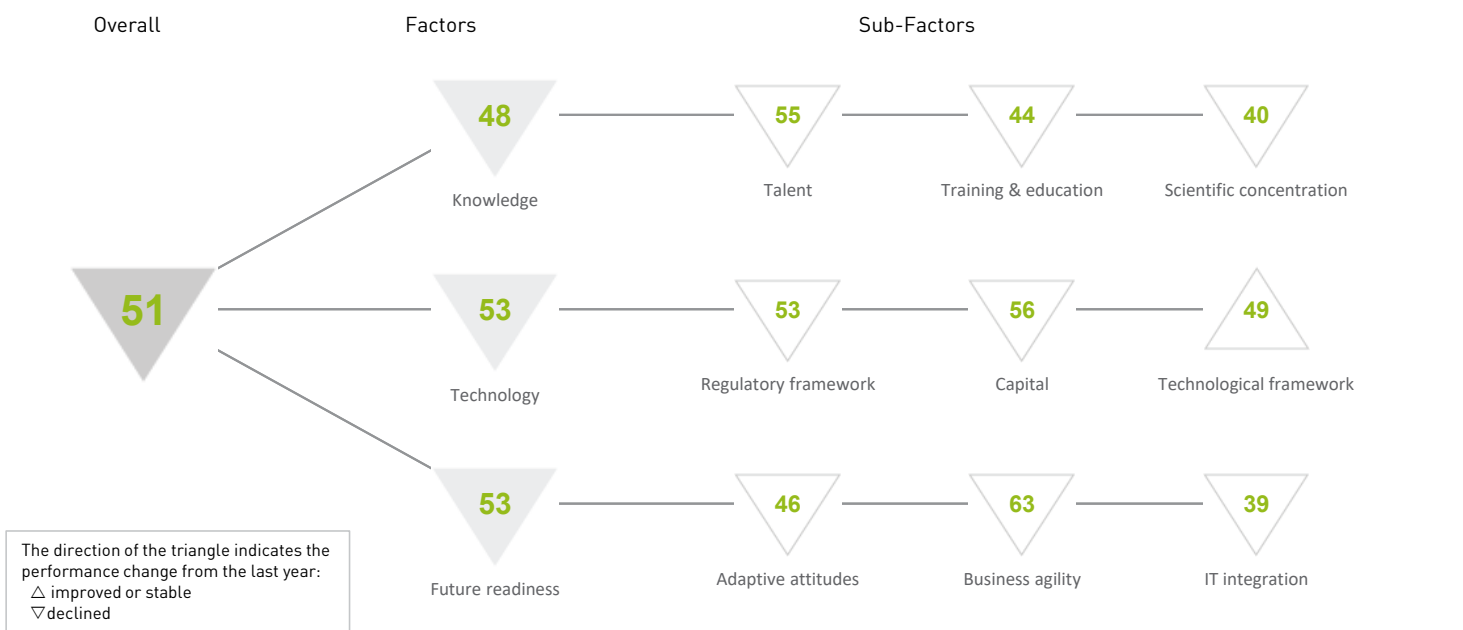 Overall
Factors
Sub-Factors
48
55
44
40
Knowledge
Talent
Training & education
Scientific concentration
51
53
53
56
49
Technology
Regulatory framework
Capital
Technological framework
53
46
63
39
Future readiness
Adaptive attitudes
Business agility
IT integration
The direction of the triangle indicates the
performance change from the last year:
△ improved or stable
▽declined